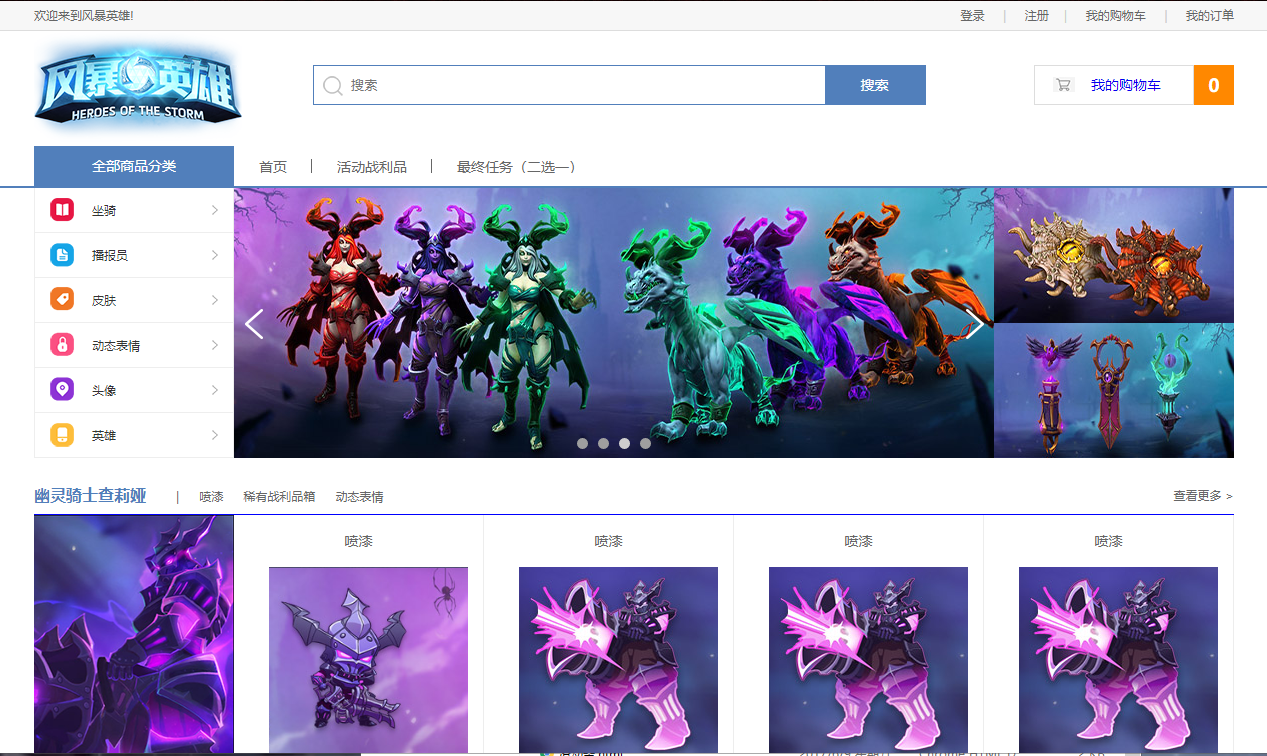 欢迎来到风暴英雄!
登录 | 注册 | 我的购物车 | 我的订单
风暴英雄
HEROES OF THE STORM
搜索 搜索
我的购物车 0
全部商品分类 首页 | 活动战利品 | 最终任务（二选一）
坐骑
播报员
皮肤
动态表情
头像
英雄
幽灵骑士查莉娅 | 喷漆 稀有战利品箱 动态表情 查看更多 >
喷漆 喷漆 喷漆 喷漆